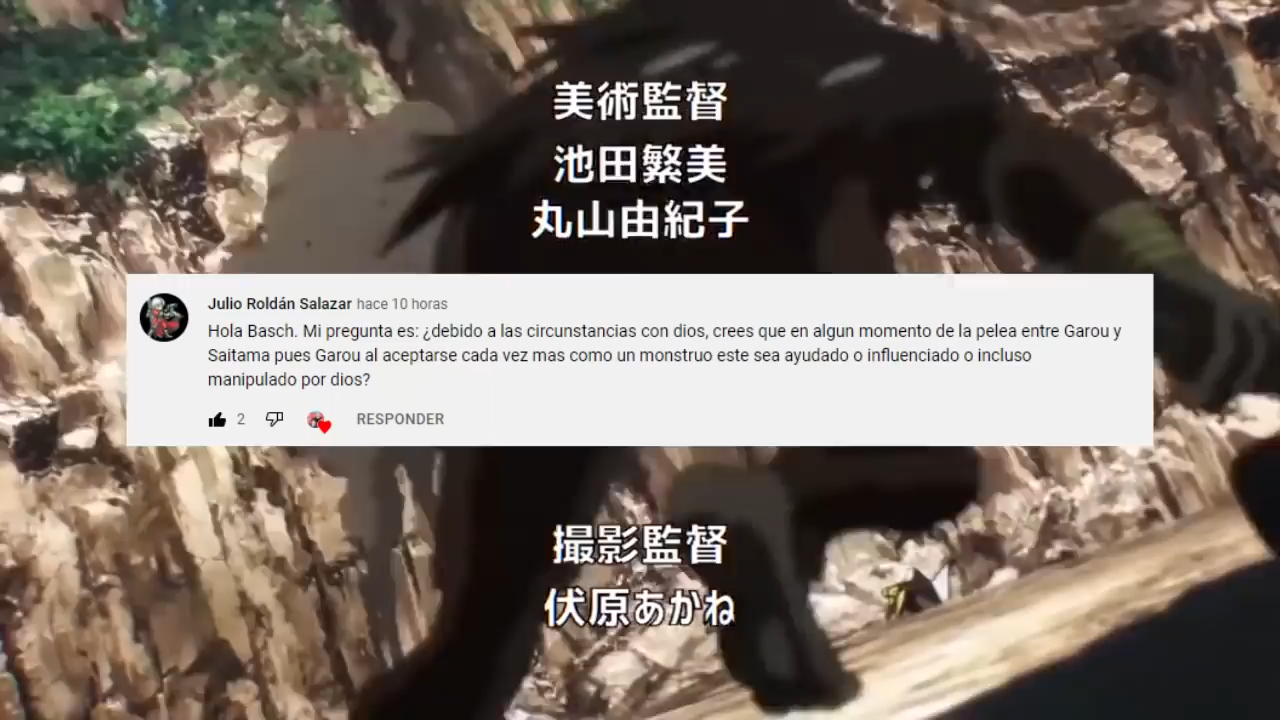 美術監督
池田繁美
丸山由紀子
Julio Roldán Salazar hace 10 horas
Hola Basch. Mi pregunta es: ¿debido a las circunstancias con dios, crees que en algun momento de la pelea entre Garou y
Saitama pues Garou al aceptarse cada vez mas como un monstruo este sea ayudado o influenciado o incluso
manipulado por dios?
2 RESPONDER
撮影監督
伏原あかね